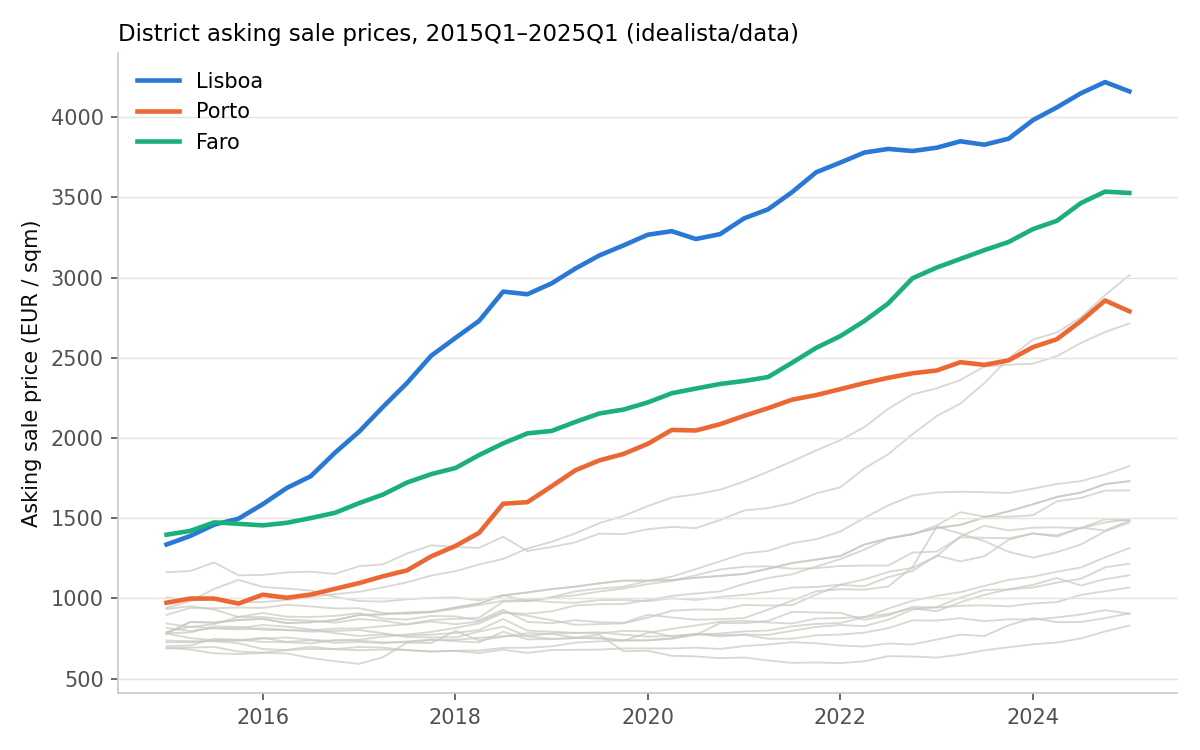 District asking sale prices, 2015Q1–2025Q1 (idealista/data)
Lisboa
Porto
Faro
Asking sale price (EUR / sqm)
4000
3500
3000
2500
2000
1500
1000
500
2016
2018
2020
2022
2024